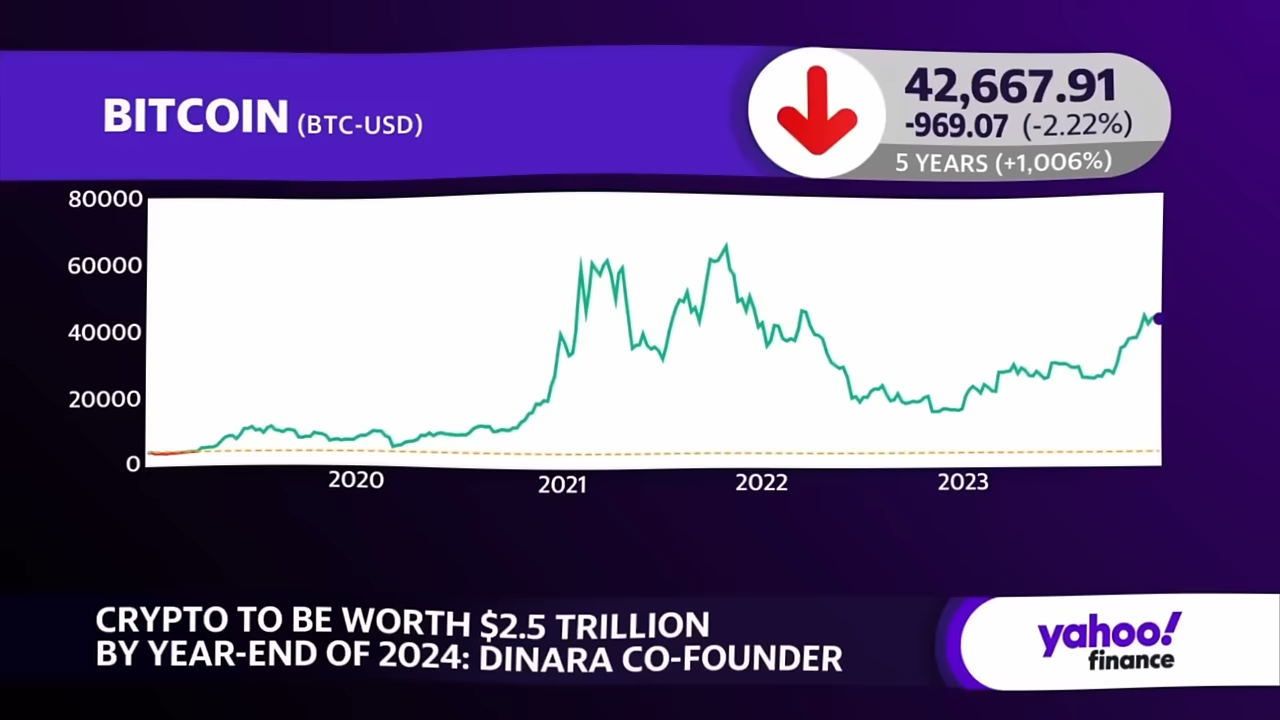 BITCOIN (BTC-USD)
42,667.91
-969.07 (-2.22%)
5 YEARS (+1,006%)
80000
60000
40000
20000
0
2020 2021 2022 2023
CRYPTO TO BE WORTH $2.5 TRILLION
BY YEAR-END OF 2024: DINARA CO-FOUNDER
yahoo!
finance